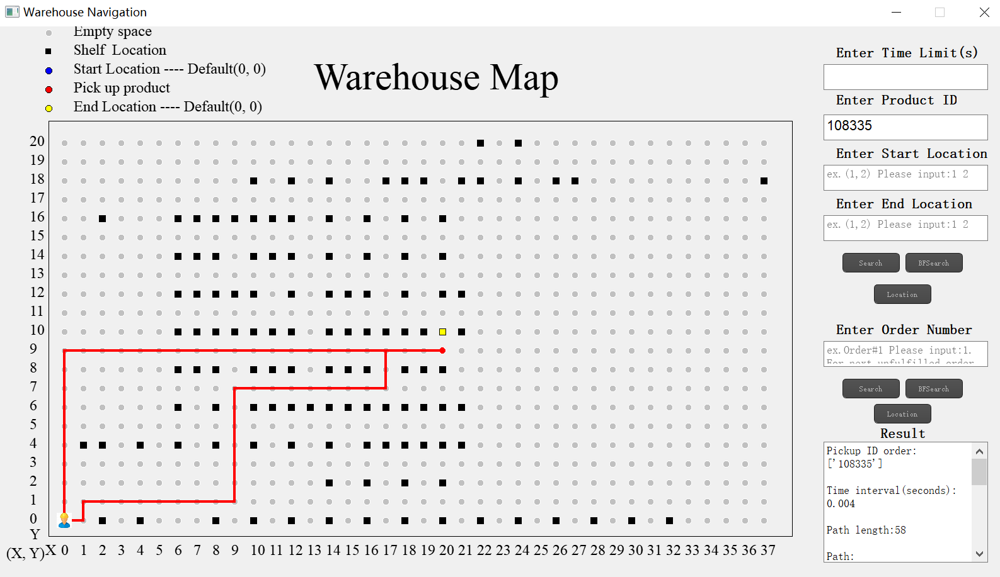 Warehouse Navigation
Empty space
Shelf Location
Start Location ---- Default(0, 0)
Pick up product
End Location ---- Default(0, 0)
Warehouse Map
20
19
18
17
16
15
14
13
12
11
10
9
8
7
6
5
4
3
2
1
0
Y
(X, Y)X 0 1 2 3 4 5 6 7 8 9 10 11 12 13 14 15 16 17 18 19 20 21 22 23 24 25 26 27 28 29 30 31 32 33 34 35 36 37
Enter Time Limit(s)
Enter Product ID
108335
Enter Start Location
ex.(1,2) Please input:1 2
Enter End Location
ex.(1,2) Please input:1 2
Search BFSearch
Location
Enter Order Number
ex.Order#1 Please input:1.
For next unfulfilled order
Search BFSearch
Location
Result
Pickup ID order:
['108335']
Time interval(seconds):
0.004
Path length:58
Path: